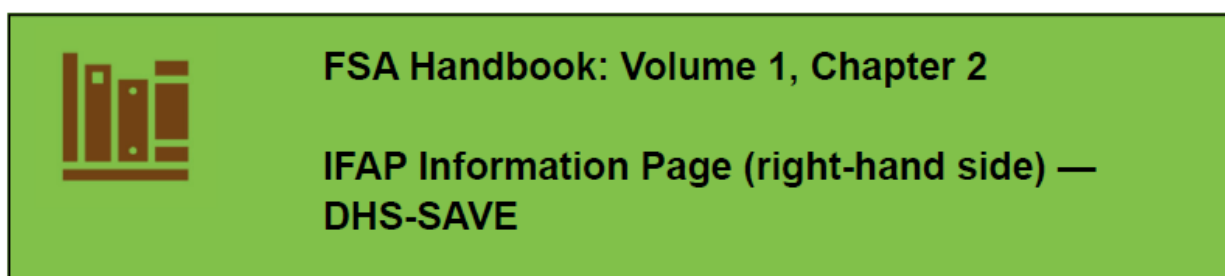 FSA Handbook: Volume 1, Chapter 2
IFAP Information Page (right-hand side) —
DHS-SAVE